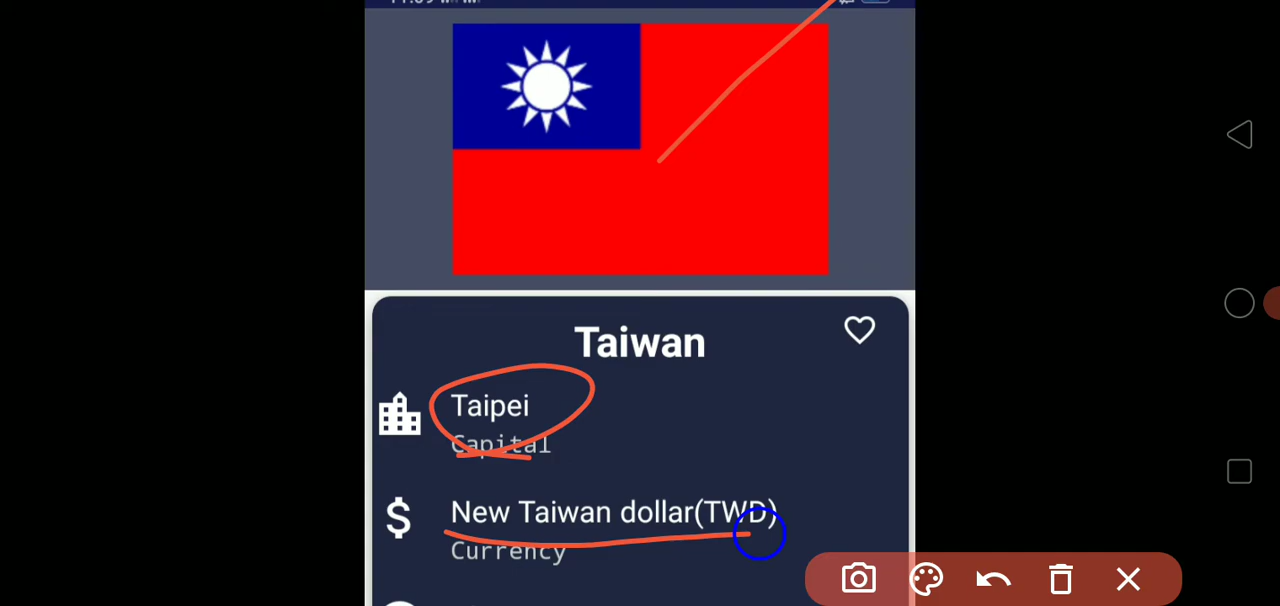 Taiwan
Taipei
Capital
New Taiwan dollar(TWD)
Currency